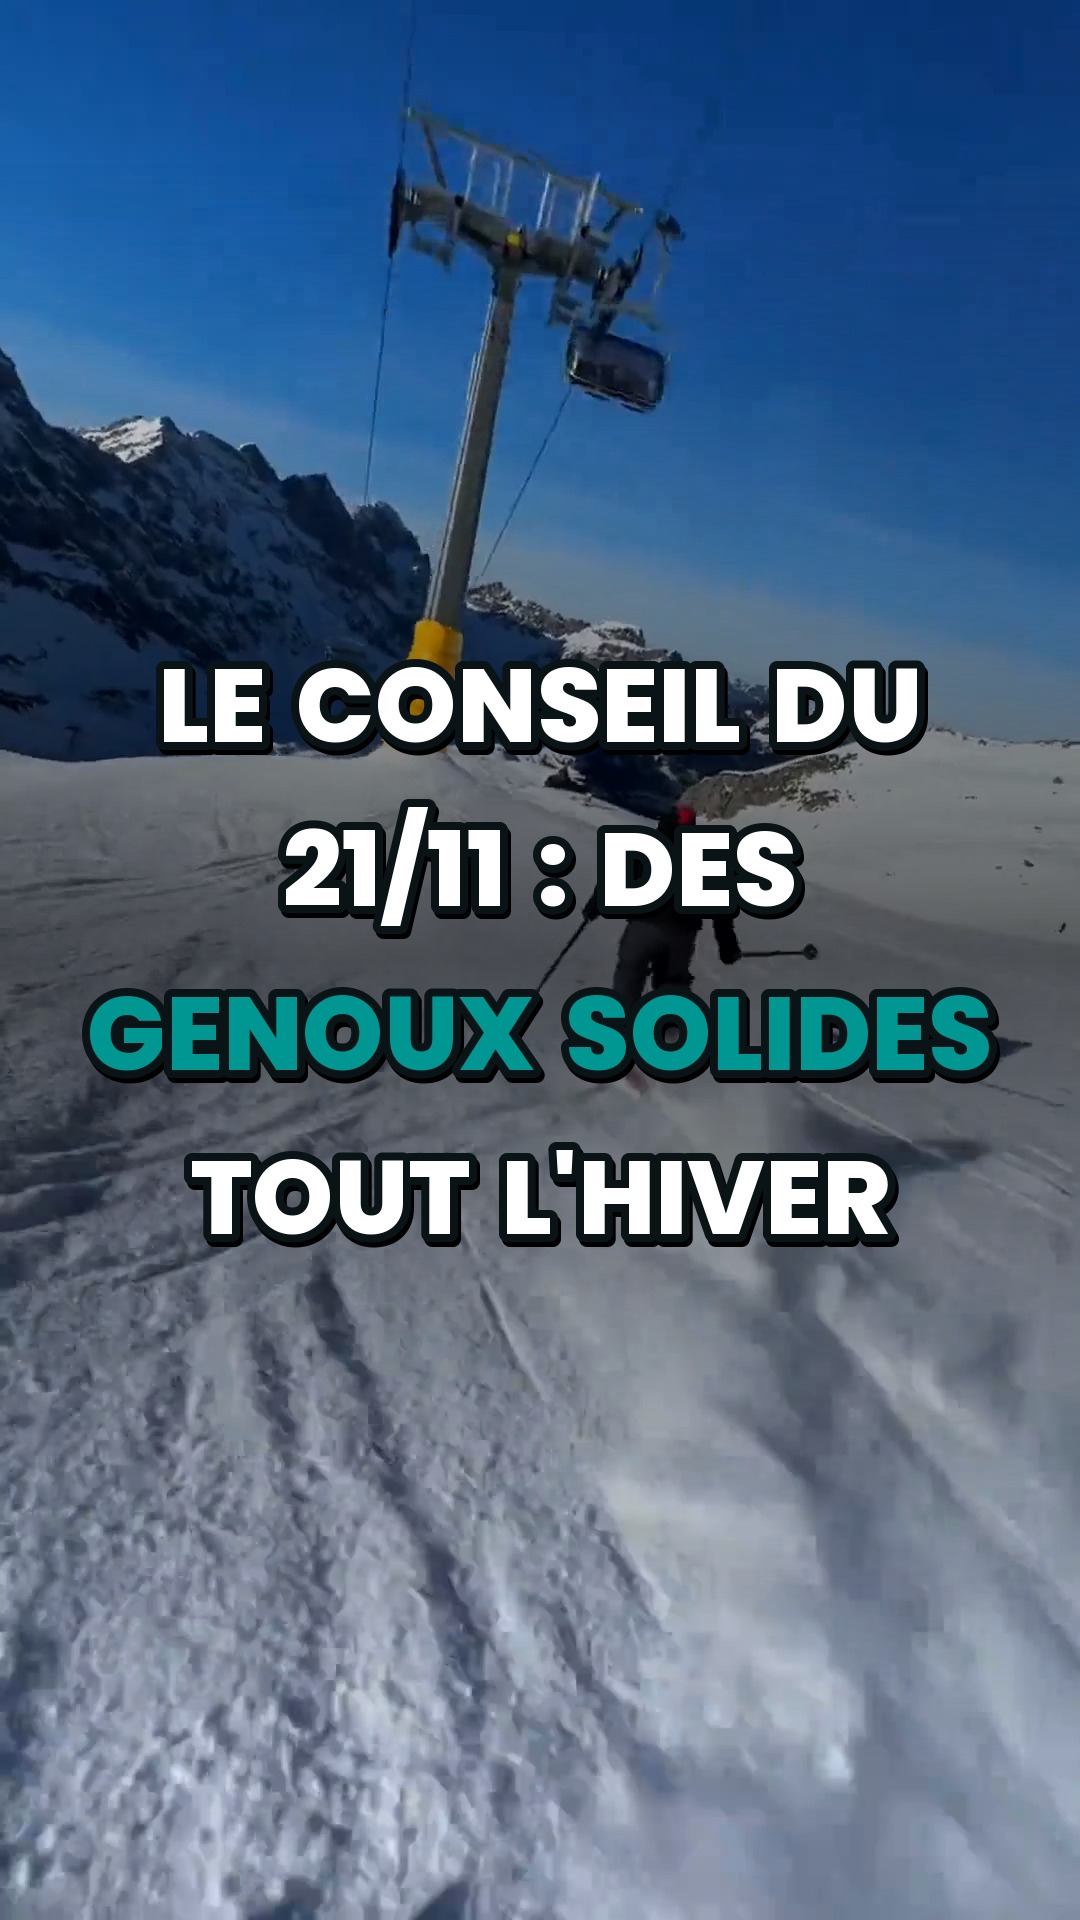 LE CONSEIL DU
21/11 : DES
GENOUX SOLIDES
TOUT L'HIVER